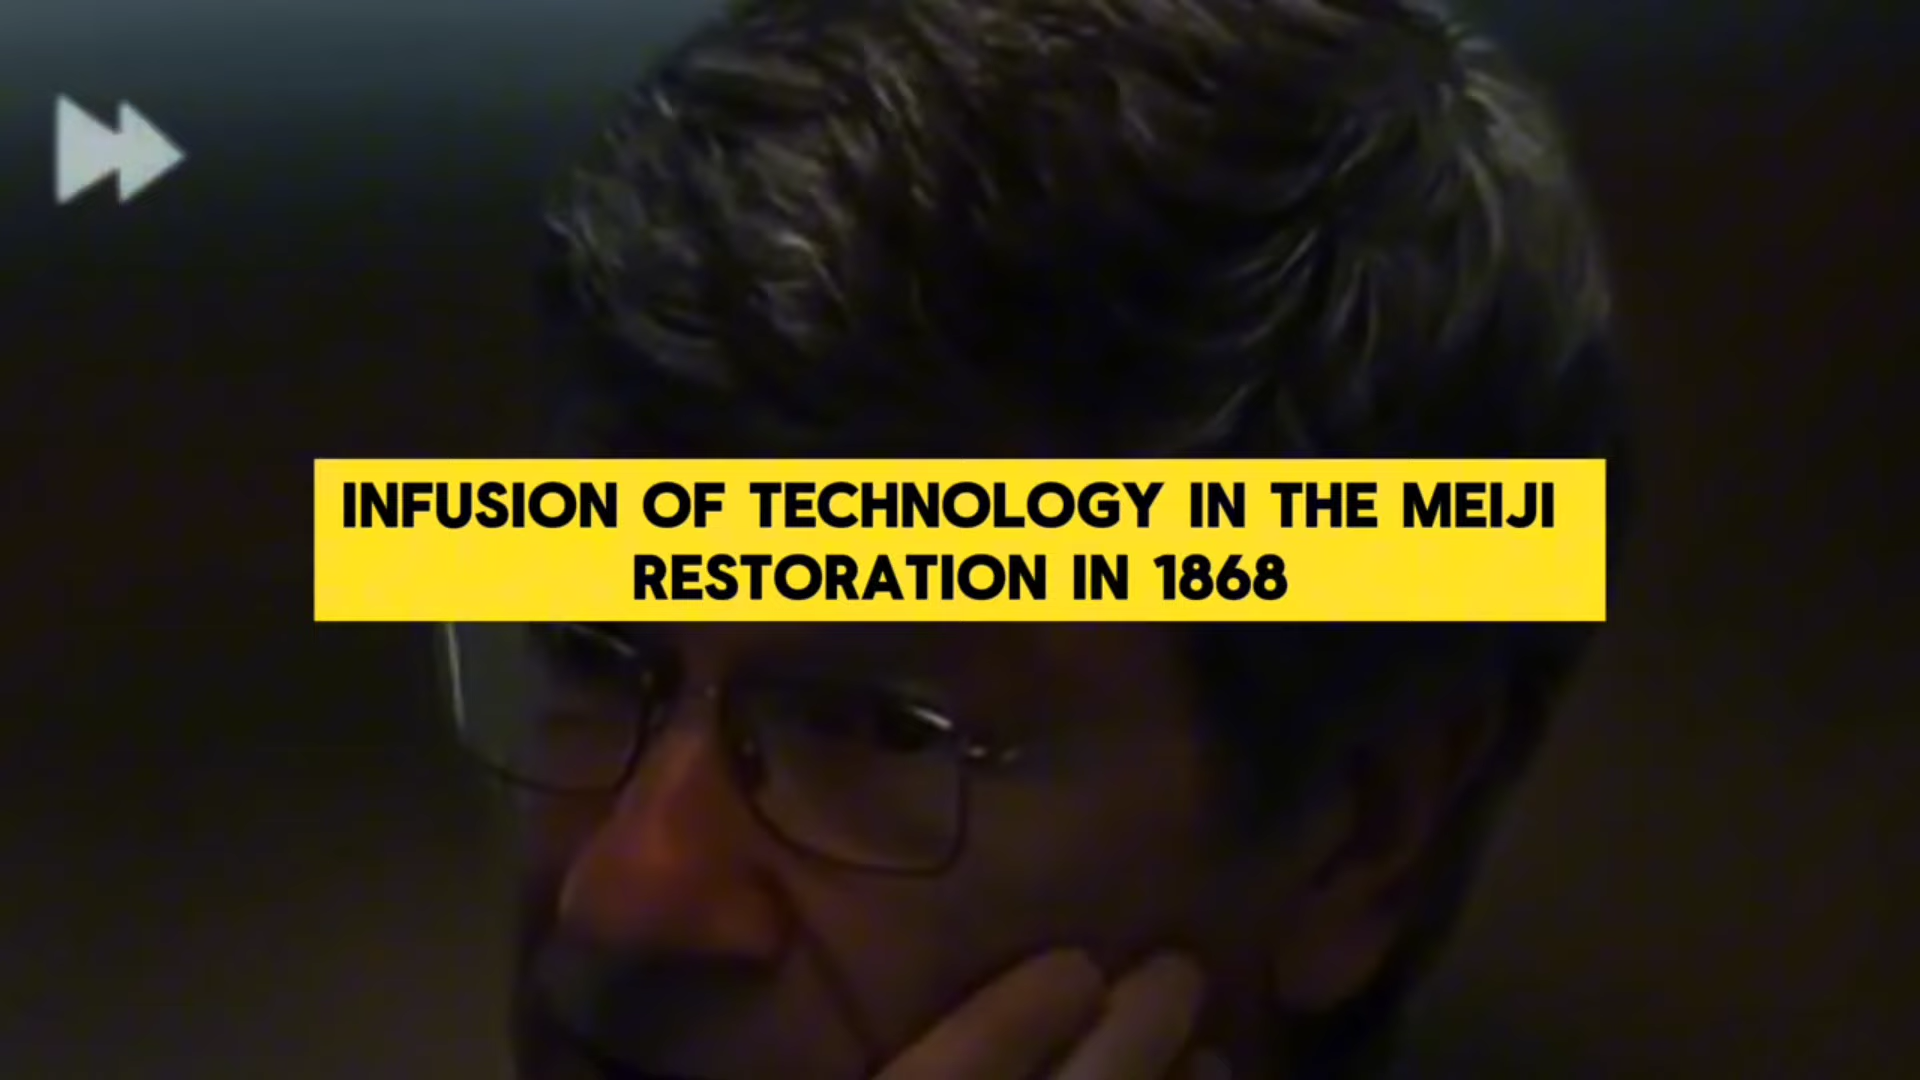 INFUSION OF TECHNOLOGY IN THE MEIJI
RESTORATION IN 1868